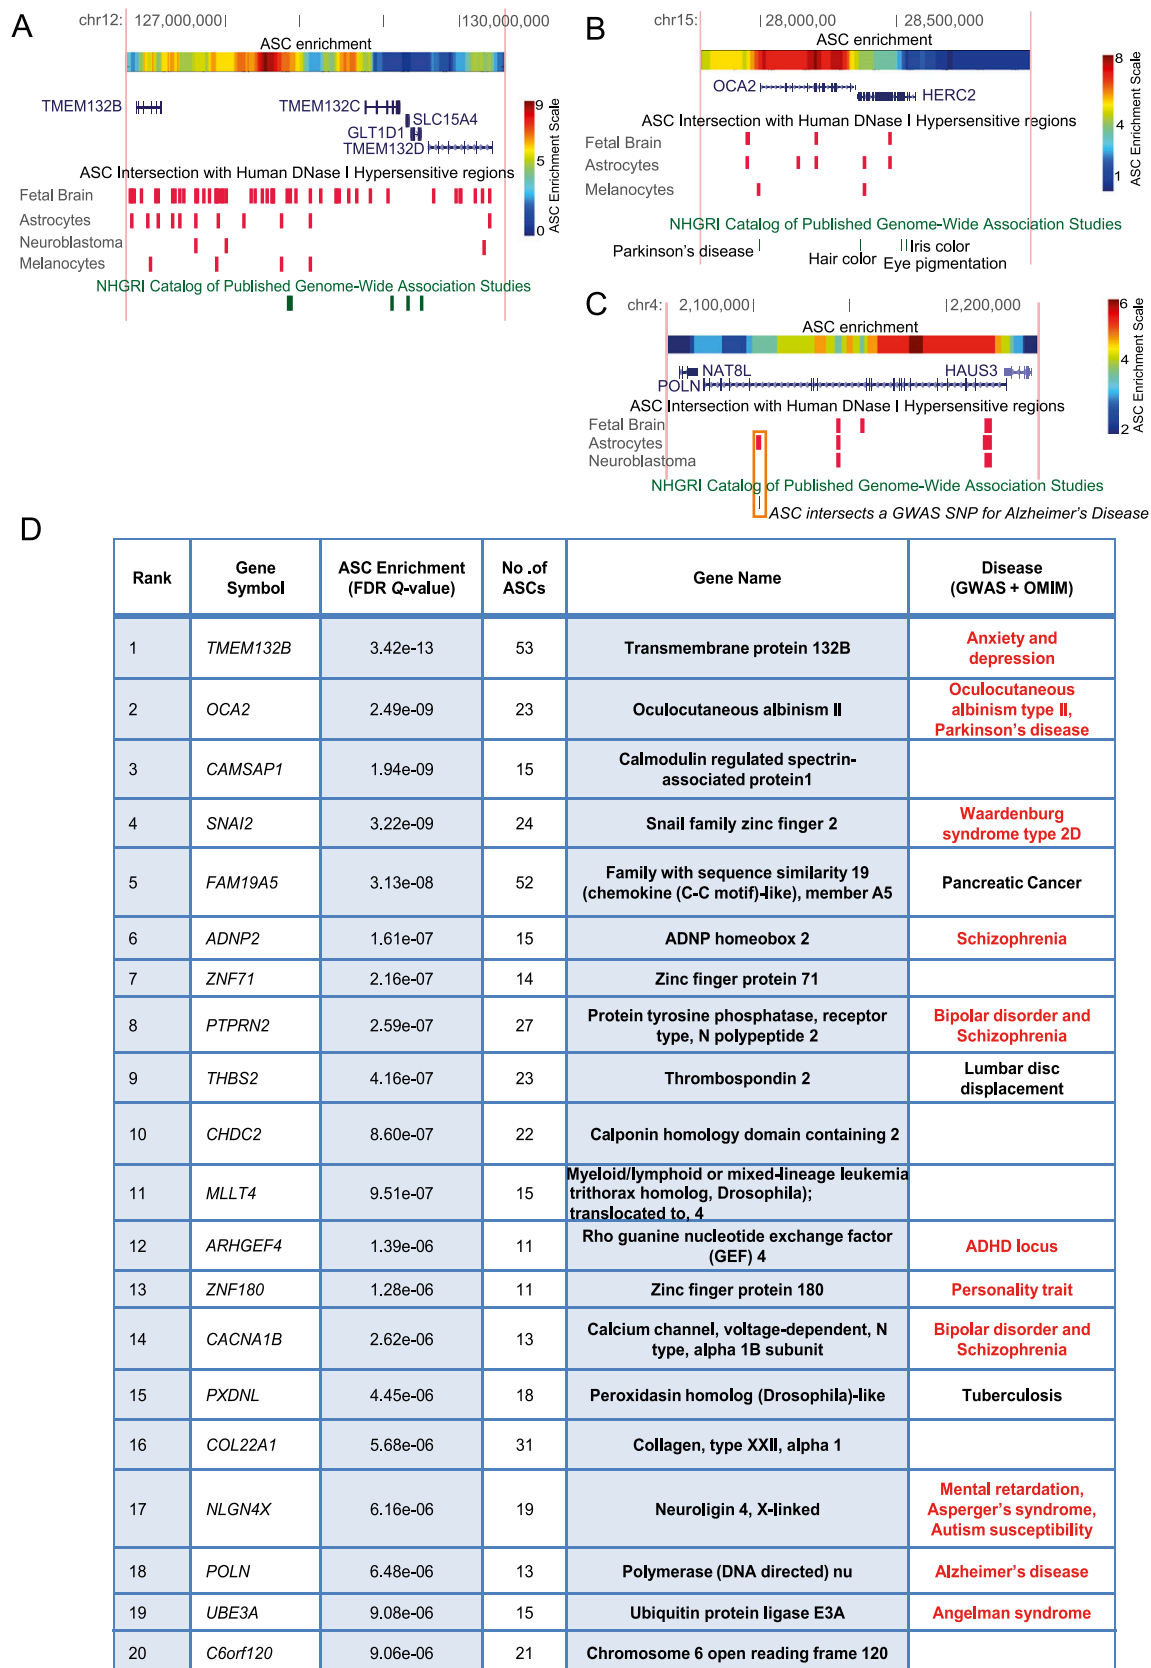 A
chr12: 127,000,000 130,000,000
ASC enrichment
TMEM132B TMEM132C
SLC15A4
GLT1D1
TMEM132D
ASC Intersection with Human DNase I Hypersensitive regions
Fetal Brain
Astrocytes
Neuroblastoma
Melanocytes
NHGRI Catalog of Published Genome-Wide Association Studies
9
5
0
ASC Enrichment Scale
B
chr15: 28,000,00 28,500,000
ASC enrichment
OCA2
HERC2
ASC Intersection with Human DNase I Hypersensitive regions
Fetal Brain
Astrocytes
Melanocytes
NHGRI Catalog of Published Genome-Wide Association Studies
Parkinson's disease Iris color
Hair color Eye pigmentation
8
4
4
1
ASC Enrichment Scale
C
chr4: 2,100,000 2,200,000
ASC enrichment
NAT8L HAUS3
POLN
ASC Intersection with Human DNase I Hypersensitive regions
Fetal Brain
Astrocytes
Neuroblastoma
NHGRI Catalog of Published Genome-Wide Association Studies
ASC intersects a GWAS SNP for Alzheimer's Disease
6
4
2
ASC Enrichment Scale
D
Rank Gene Symbol ASC Enrichment (FDR Q-value) No .of ASCs Gene Name Disease (GWAS + OMIM)
1 TMEM132B 3.42e-13 53 Transmembrane protein 132B Anxiety and depression
2 OCA2 2.49e-09 23 Oculocutaneous albinism II Oculocutaneous albinism type II, Parkinson's disease
3 CAMSAP1 1.94e-09 15 Calmodulin regulated spectrin-associated protein1
4 SNAI2 3.22e-09 24 Snail family zinc finger 2 Waardenburg syndrome type 2D
5 FAM19A5 3.13e-08 52 Family with sequence similarity 19 (chemokine (C-C motif)-like), member A5 Pancreatic Cancer
6 ADNP2 1.61e-07 15 ADNP homeobox 2 Schizophrenia
7 ZNF71 2.16e-07 14 Zinc finger protein 71
8 PTPRN2 2.59e-07 27 Protein tyrosine phosphatase, receptor type, N polypeptide 2 Bipolar disorder and Schizophrenia
9 THBS2 4.16e-07 23 Thrombospondin 2 Lumbar disc displacement
10 CHDC2 8.60e-07 22 Calponin homology domain containing 2
11 MLLT4 9.51e-07 15 Myeloid/lymphoid or mixed-lineage leukemia trithorax homolog, Drosophila); translocated to, 4
12 ARHGEF4 1.39e-06 11 Rho guanine nucleotide exchange factor (GEF) 4 ADHD locus
13 ZNF180 1.28e-06 11 Zinc finger protein 180 Personality trait
14 CACNA1B 2.62e-06 13 Calcium channel, voltage-dependent, N type, alpha 1B subunit Bipolar disorder and Schizophrenia
15 PXDNL 4.45e-06 18 Peroxidasin homolog (Drosophila)-like Tuberculosis
16 COL22A1 5.68e-06 31 Collagen, type XXII, alpha 1
17 NLGN4X 6.16e-06 19 Neuroligin 4, X-linked Mental retardation, Asperger's syndrome, Autism susceptibility
18 POLN 6.48e-06 13 Polymerase (DNA directed) nu Alzheimer's disease
19 UBE3A 9.08e-06 15 Ubiquitin protein ligase E3A Angelman syndrome
20 C6orf120 9.06e-06 21 Chromosome 6 open reading frame 120